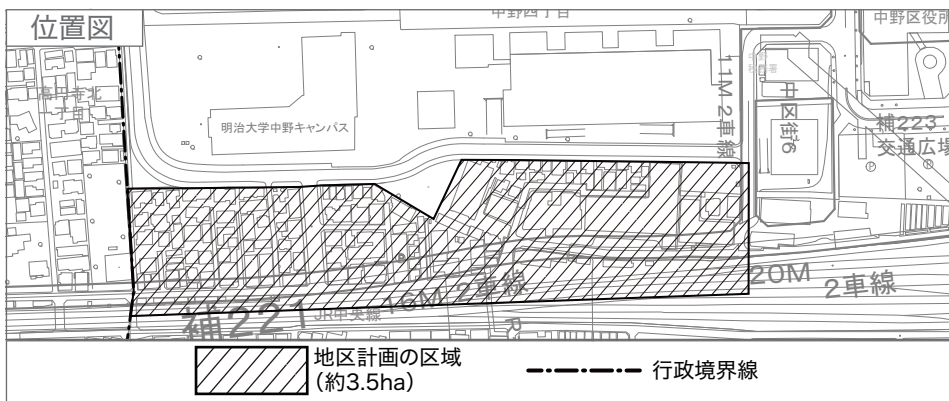 位置図
中野四丁目
中野区役所
高円寺北
明治大学中野キャンパス
11M 2車線
中区街6
補223
交通広場
補221
JR中央線
16M 2車線
20M
2車線
地区計画の区域
（約3.5ha）
行政境界線